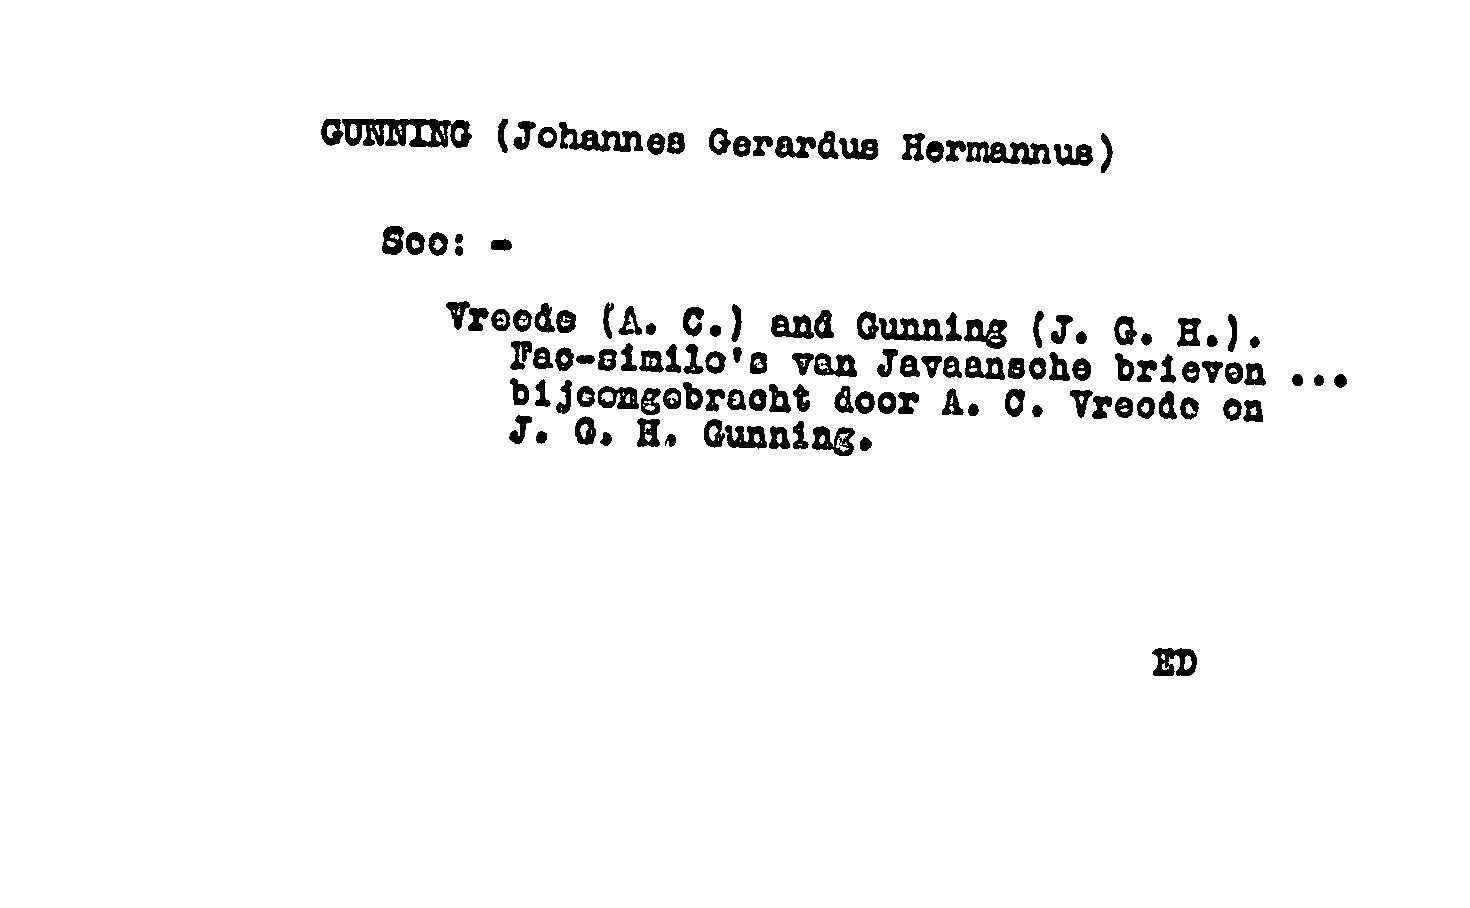 GUNNING (Johannes Gerardus Hermannus)
See: -
Vreede (A. C.) and Gunning (J. G. H.).
Fac-simile's van Javaansche brieven ...
bijeengebracht door A. C. Vreede en
J. G. H. Gunning.
ED